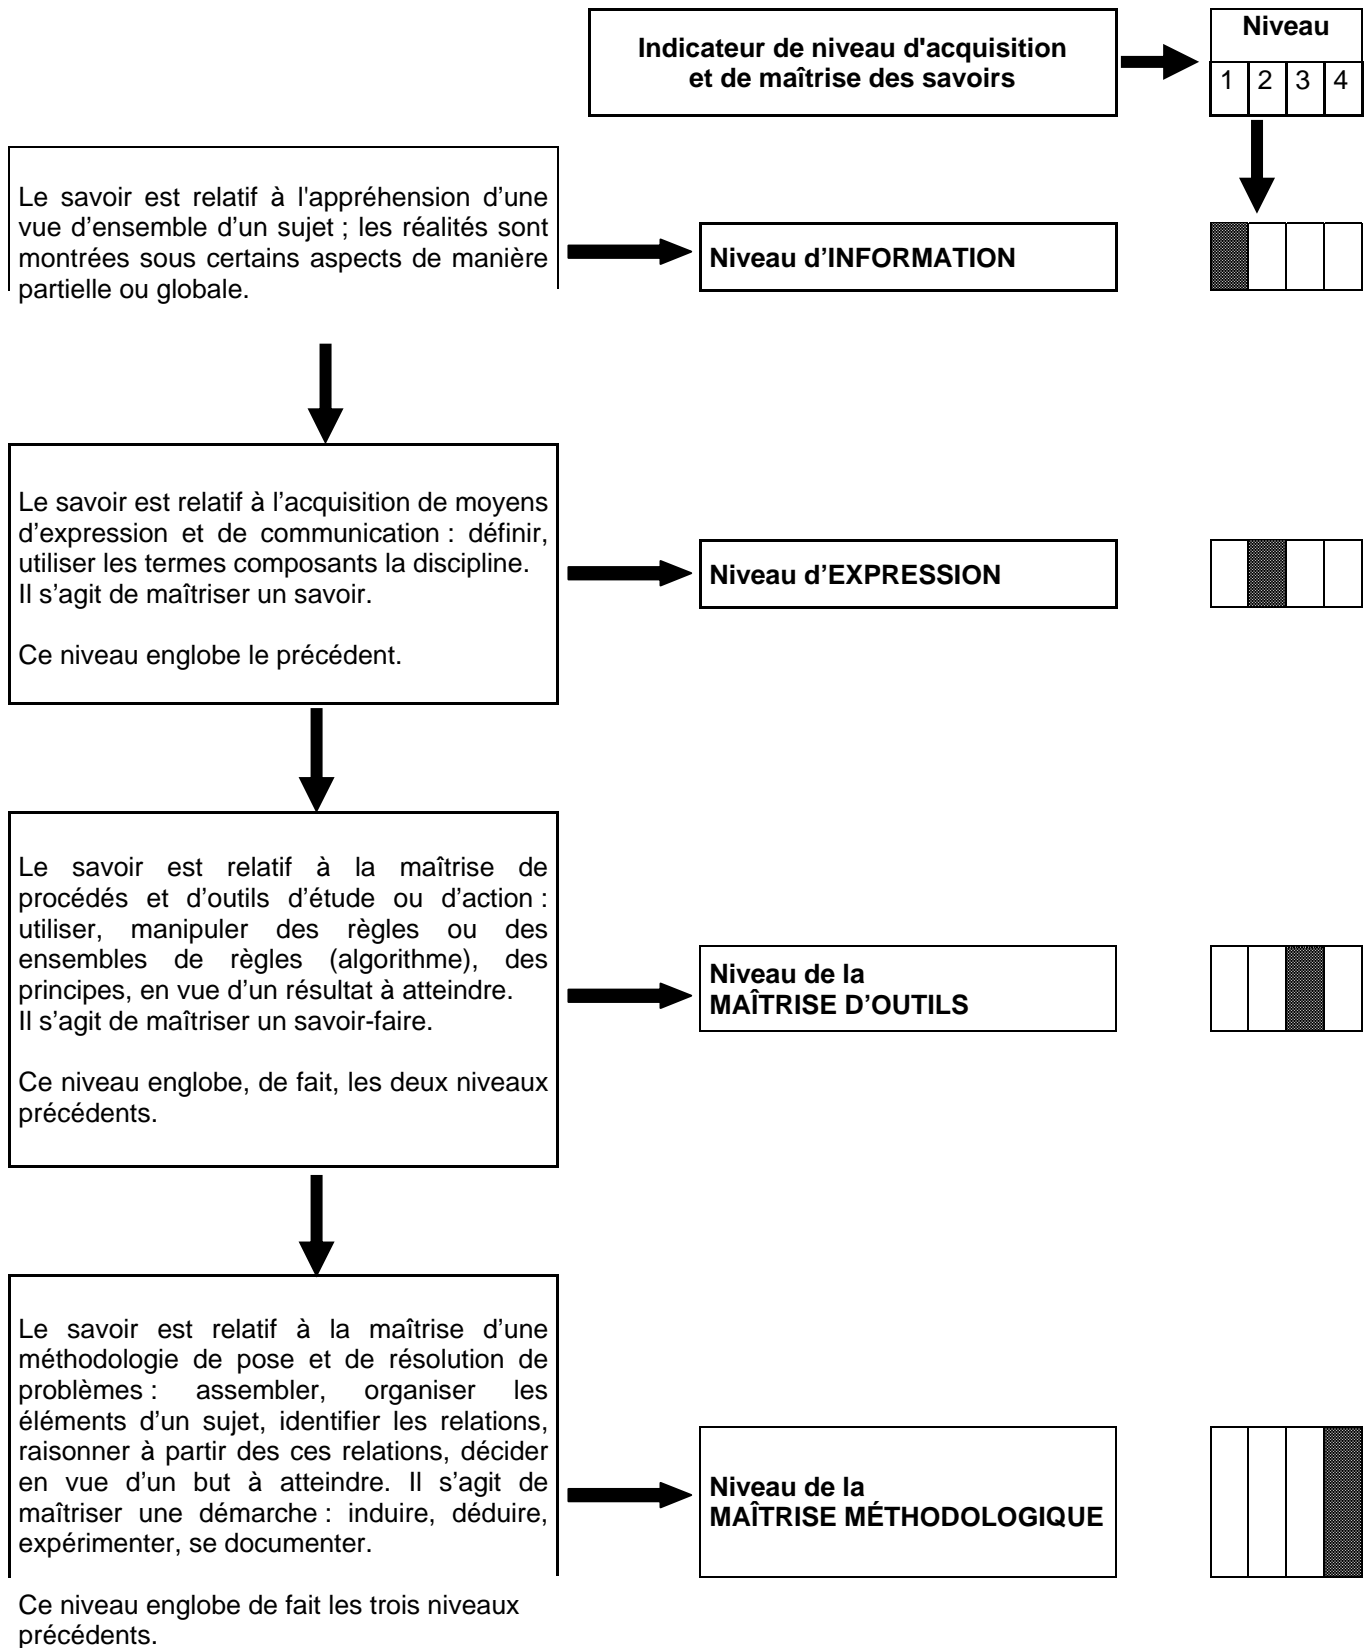 Indicateur de niveau d'acquisition
et de maîtrise des savoirs
Niveau
1 2 3 4
Le savoir est relatif à l'appréhension d’une
vue d’ensemble d’un sujet ; les réalités sont
montrées sous certains aspects de manière
partielle ou globale.
Niveau d’INFORMATION
Le savoir est relatif à l’acquisition de moyens
d’expression et de communication : définir,
utiliser les termes composants la discipline.
Il s’agit de maîtriser un savoir.
Ce niveau englobe le précédent.
Niveau d’EXPRESSION
Le savoir est relatif à la maîtrise de
procédés et d’outils d’étude ou d’action :
utiliser, manipuler des règles ou des
ensembles de règles (algorithme), des
principes, en vue d’un résultat à atteindre.
Il s’agit de maîtriser un savoir-faire.
Ce niveau englobe, de fait, les deux niveaux
précédents.
Niveau de la
MAÎTRISE D’OUTILS
Le savoir est relatif à la maîtrise d’une
méthodologie de pose et de résolution de
problèmes : assembler, organiser les
éléments d’un sujet, identifier les relations,
raisonner à partir des ces relations, décider
en vue d’un but à atteindre. Il s’agit de
maîtriser une démarche : induire, déduire,
expérimenter, se documenter.
Ce niveau englobe de fait les trois niveaux
précédents.
Niveau de la
MAÎTRISE MÉTHODOLOGIQUE